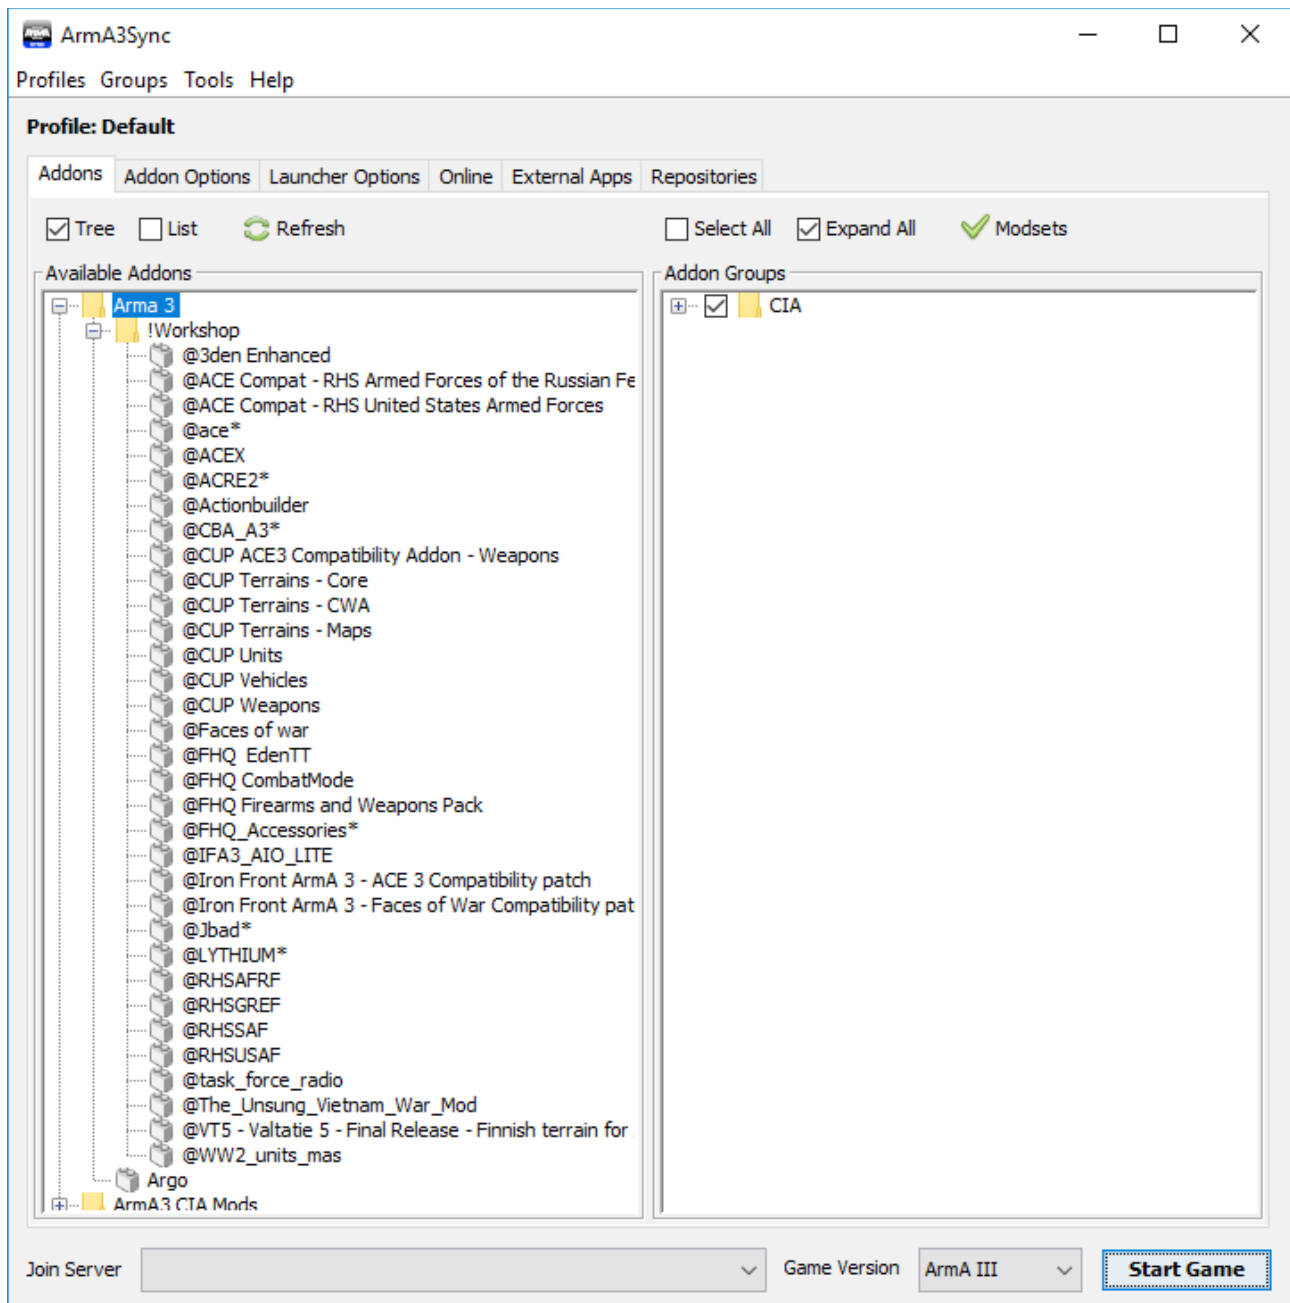 ArmA3Sync
Profiles Groups Tools Help
Profile: Default
Addons Addon Options Launcher Options Online External Apps Repositories
Tree List Refresh Select All Expand All Modsets
Available Addons
Arma 3
!Workshop
@3den Enhanced
@ACE Compat - RHS Armed Forces of the Russian Fe
@ACE Compat - RHS United States Armed Forces
@ace*
@ACEX
@ACRE2*
@Actionbuilder
@CBA_A3*
@CUP ACE3 Compatibility Addon - Weapons
@CUP Terrains - Core
@CUP Terrains - CWA
@CUP Terrains - Maps
@CUP Units
@CUP Vehicles
@CUP Weapons
@Faces of war
@FHQ EdenTT
@FHQ CombatMode
@FHQ Firearms and Weapons Pack
@FHQ_Accessories*
@IFA3_AIO_LITE
@Iron Front ArmA 3 - ACE 3 Compatibility patch
@Iron Front ArmA 3 - Faces of War Compatibility pat
@Jbad*
@LYTHIUM*
@RHSAFRF
@RHSGREF
@RHSSAF
@RHSUSAF
@task_force_radio
@The_Unsung_Vietnam_War_Mod
@VT5 - Valtatie 5 - Final Release - Finnish terrain for .
@WW2_units_mas
Argo
ArmA3 CIA Mods
Addon Groups
CIA
Join Server Game Version ArmA III Start Game